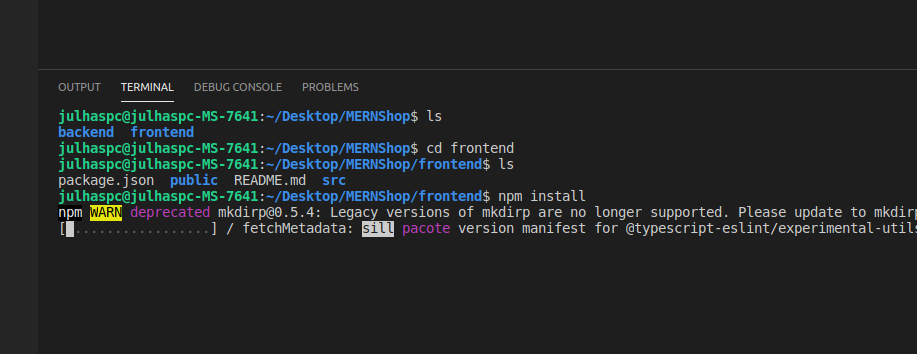 OUTPUT TERMINAL DEBUG CONSOLE PROBLEMS
julhaspc@julhaspc-MS-7641:~/Desktop/MERNShop$ ls
backend frontend
julhaspc@julhaspc-MS-7641:~/Desktop/MERNShop$ cd frontend
julhaspc@julhaspc-MS-7641:~/Desktop/MERNShop/frontend$ ls
package.json public README.md src
julhaspc@julhaspc-MS-7641:~/Desktop/MERNShop/frontend$ npm install
npm WARN deprecated mkdirp@0.5.4: Legacy versions of mkdirp are no longer supported. Please update to mkdirp
[ .................] / fetchMetadata: sill pacote version manifest for @typescript-eslint/experimental-utils